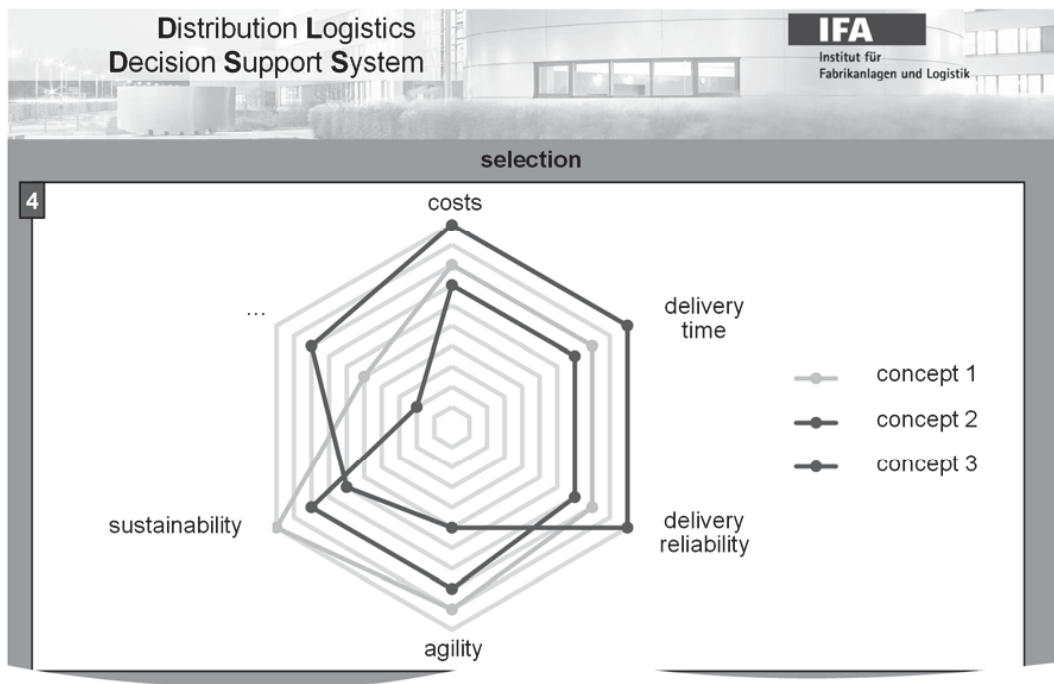 Distribution Logistics
Decision Support System
IFA
Institut für
Fabrikanlagen und Logistik
selection
4
costs
...
delivery
time
concept 1
concept 2
concept 3
sustainability
delivery
reliability
agility